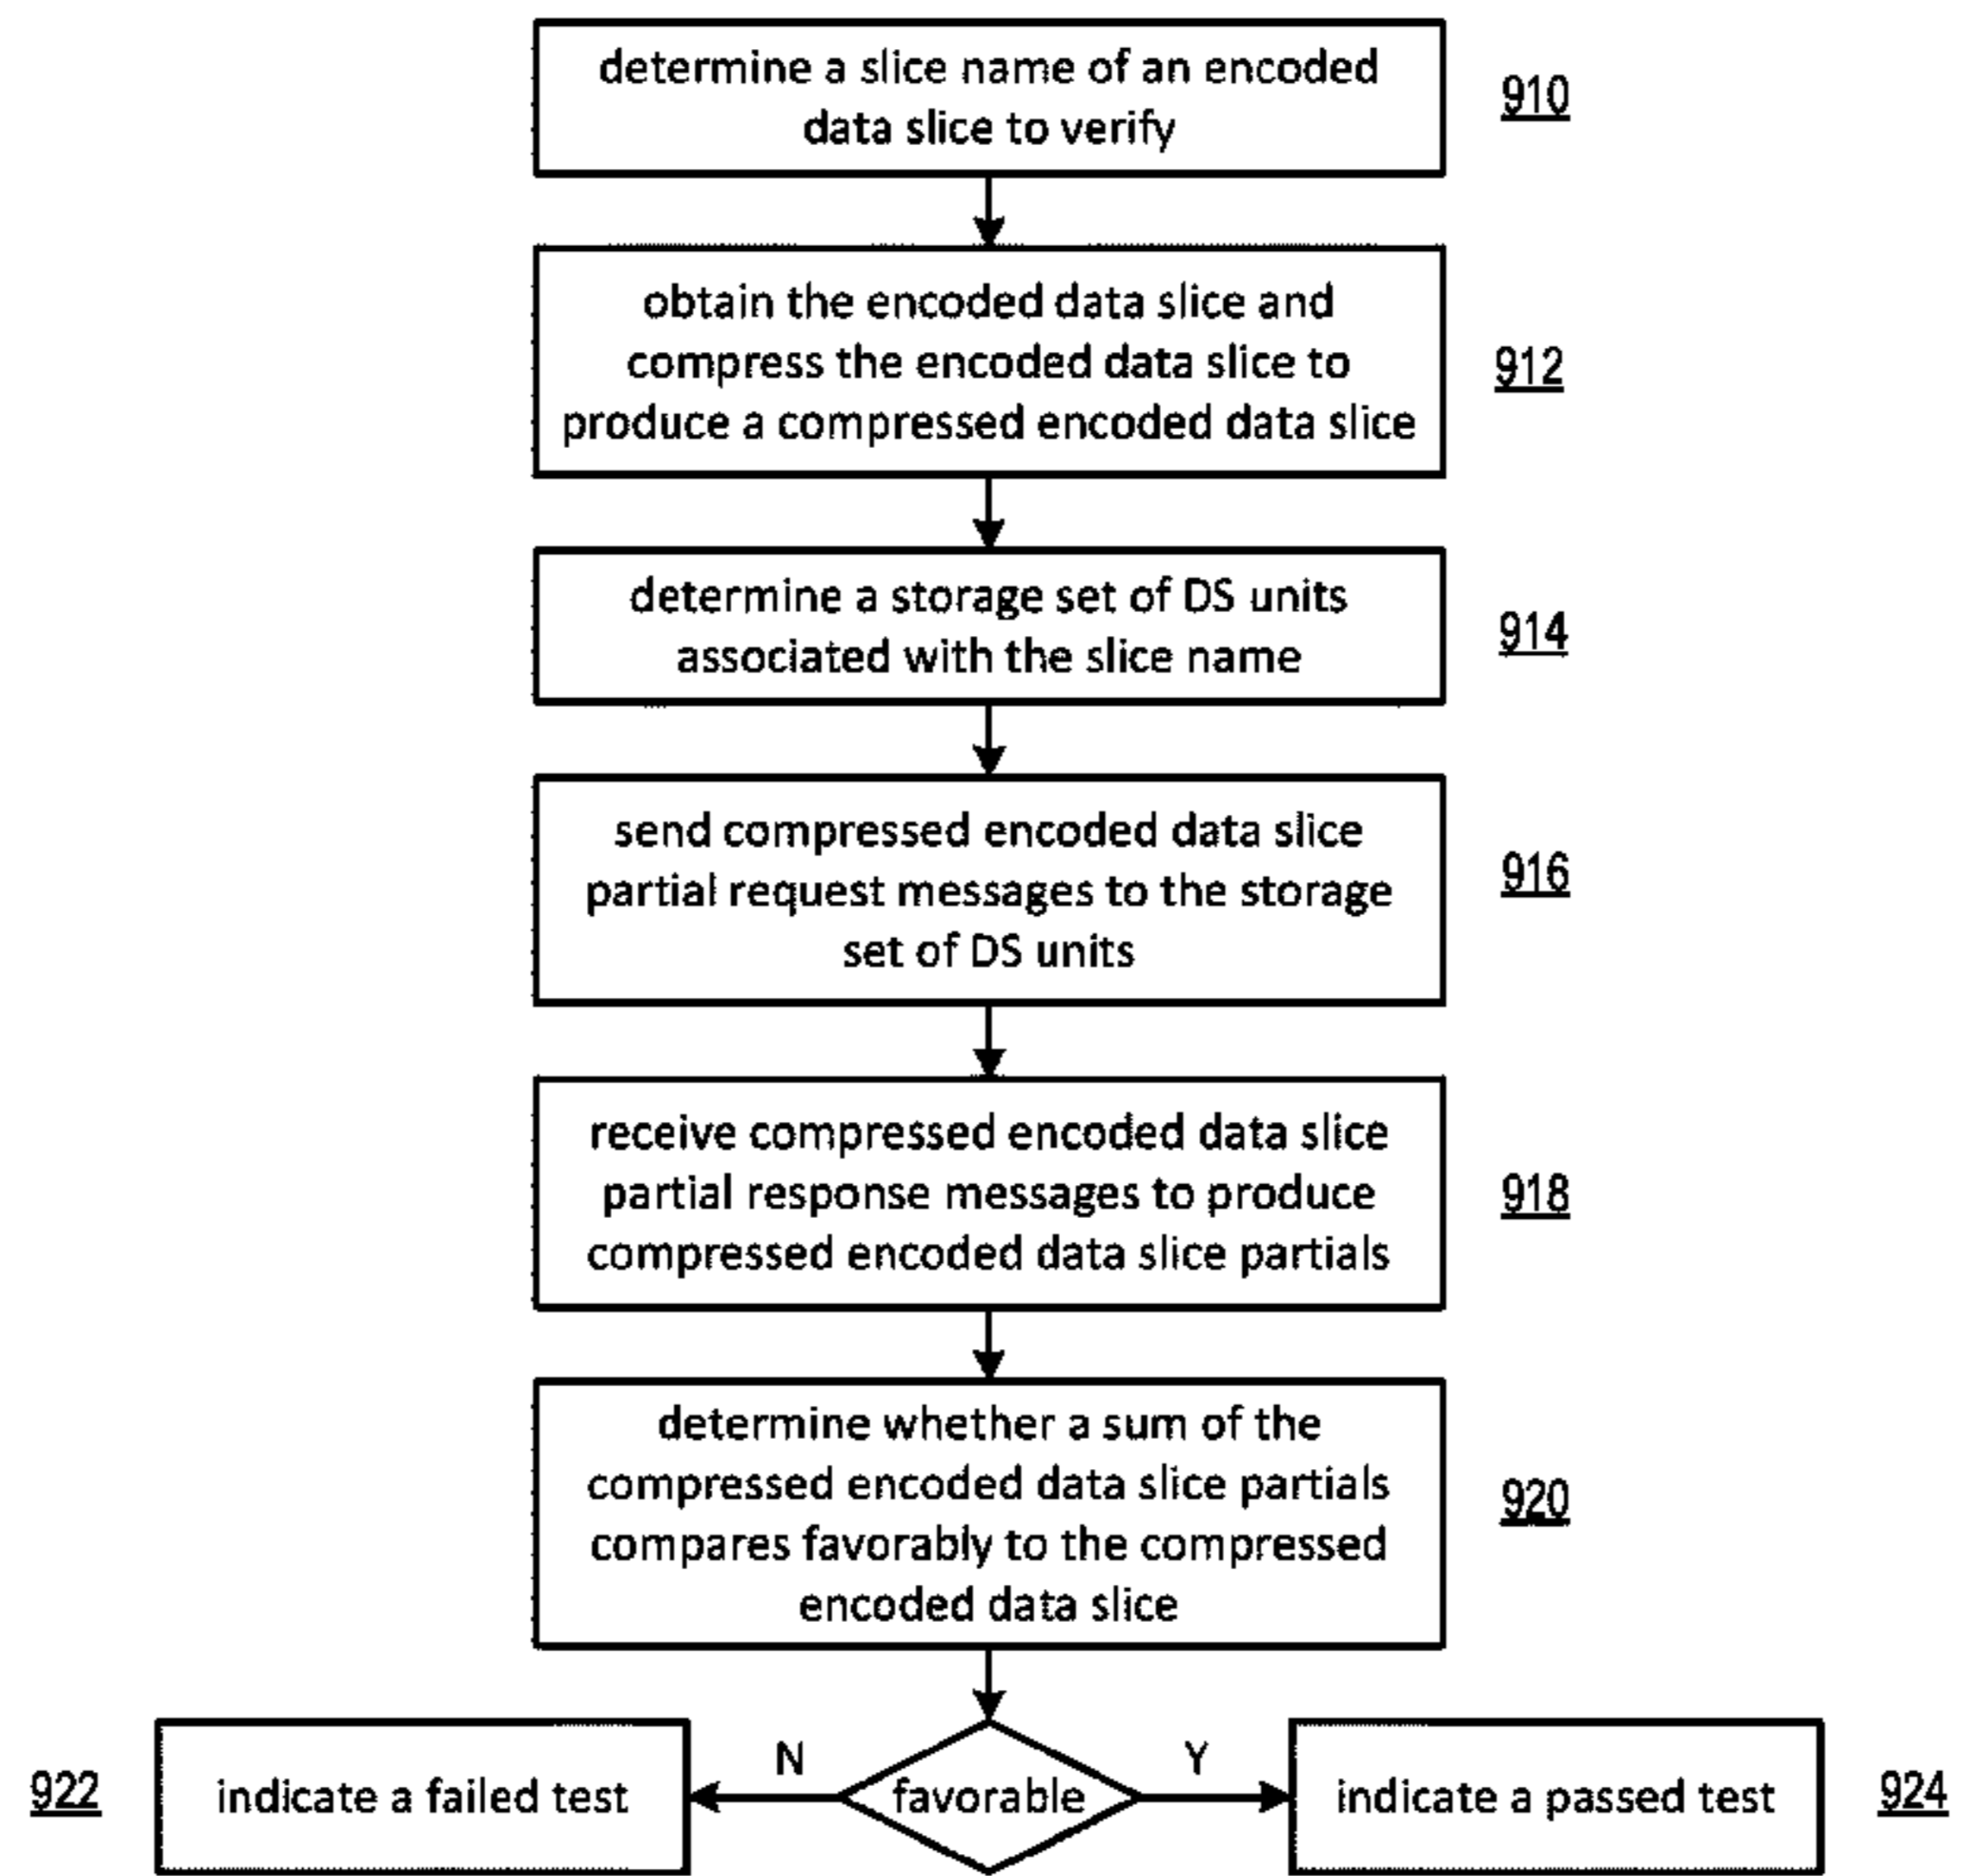 determine a slice name of an encoded
data slice to verify
910
obtain the encoded data slice and
compress the encoded data slice to
produce a compressed encoded data slice
912
determine a storage set of DS units
associated with the slice name
914
send compressed encoded data slice
partial request messages to the storage
set of DS units
916
receive compressed encoded data slice
partial response messages to produce
compressed encoded data slice partials
918
determine whether a sum of the
compressed encoded data slice partials
compares favorably to the compressed
encoded data slice
920
922
indicate a failed test
N
favorable
Y
indicate a passed test
924